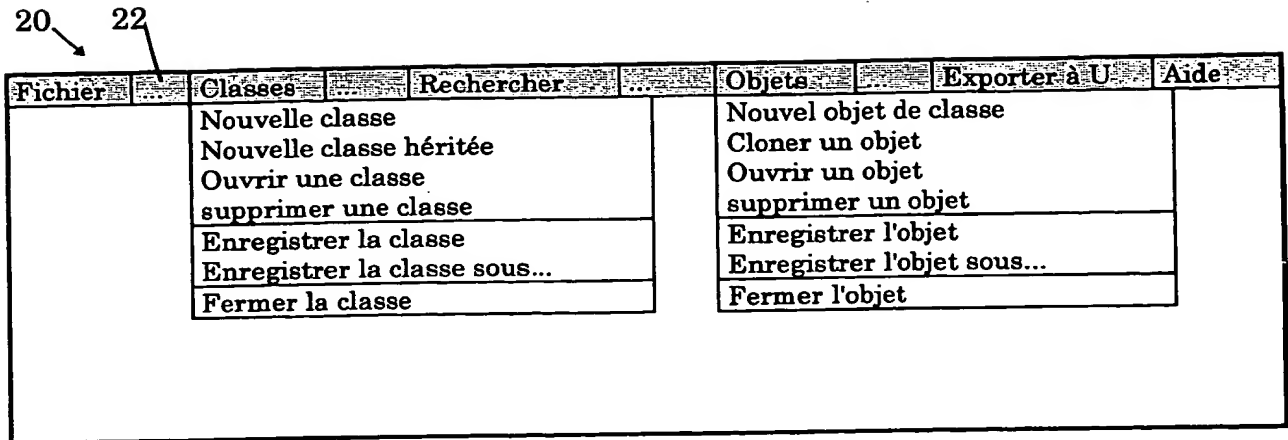 20 22
Fichier ... Classes ... Rechercher ... Objets ... Exporter à U Aide
Nouvelle classe
Nouvelle classe héritée
Ouvrir une classe
supprimer une classe
Enregistrer la classe
Enregistrer la classe sous...
Fermer la classe
Nouvel objet de classe
Cloner un objet
Ouvrir un objet
supprimer un objet
Enregistrer l'objet
Enregistrer l'objet sous...
Fermer l'objet